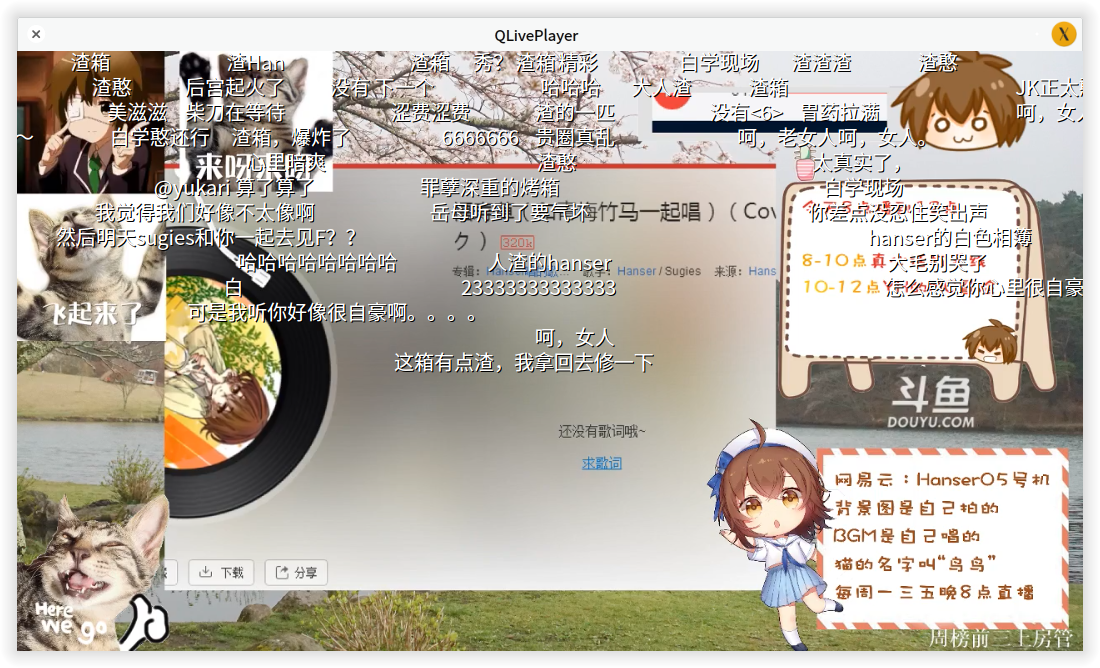 QLivePlayer
渣箱
渣Han
渣箱
秀？
渣箱
精彩
白学现场
渣渣渣
渣憨
渣憨
后宫起火了
没有下一个
哈哈哈
大人渣
渣箱
JK正太
美滋滋
柴刀在等待
涩费涩费
渣的一匹
没有<6>
胃药拉满
呵，女人
～
白学憨还行
渣箱，爆炸了
6666666
贵圈真乱
呵，老女人呵，女人。
来呀
心里暗爽
渣憨
太真实了，
@yukari 算了算了
罪孽深重的烤箱
白学现场
我觉得我们好像不太像啊
岳母听到了要气坏
梅竹马一起唱）（Cov
你差点没忍住笑出声
然后明天sugies和你一起去见F？？
ク）
320k
hanser的白色相簿
哈哈哈哈哈哈哈哈
人渣的hanser
专辑：
歌手：Hanser / Sugies
来源：Hans
8-10点
大毛别哭了
白
23333333333333
10-12点
怎么感觉你心里很自豪
飞起来了
可是我听你好像很自豪啊。。。。
呵，女人
这箱有点渣，我拿回去修一下
斗鱼
DOUYU.COM
还没有歌词哦~
求歌词
网易云：Hanser05号机
背景图是自己拍的
BGM是自己唱的
猫的名字叫“鸟鸟”
每周一三五晚8点直播
下载
分享
Here
we go
周榜前三上房管